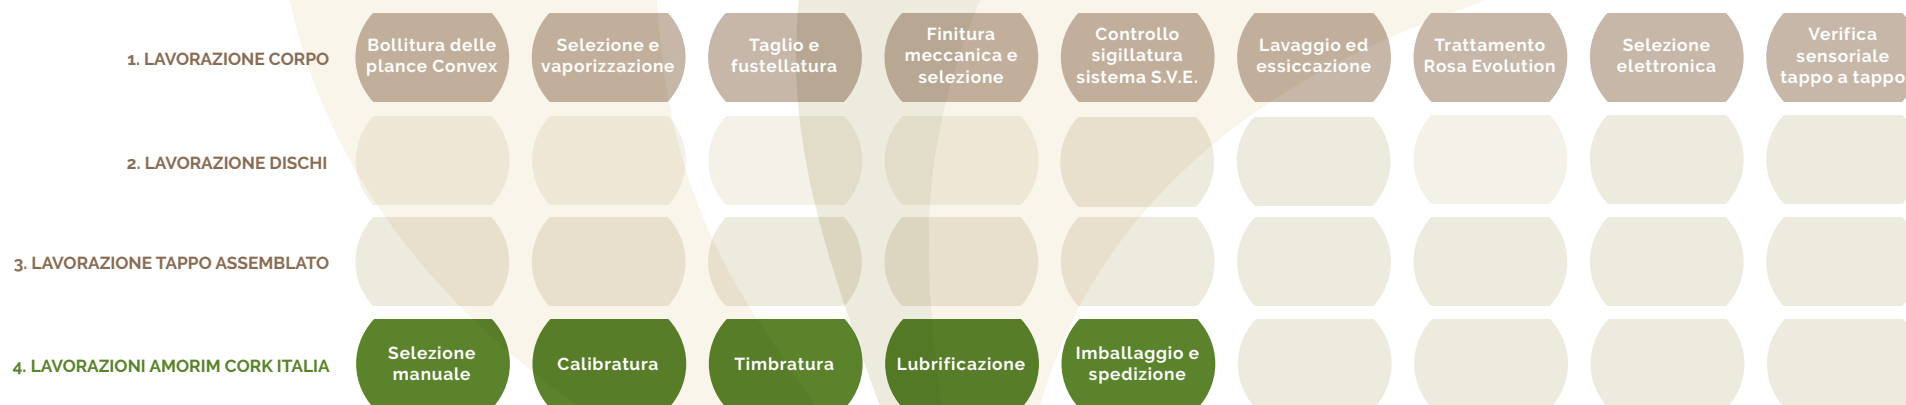 1. LAVORAZIONE CORPO
Bollitura delle
plance Convex
Selezione e
vaporizzazione
Taglio e
fustellatura
Finitura
meccanica e
selezione
Controllo
sigillatura
sistema S.V.E.
Lavaggio ed
essiccazione
Trattamento
Rosa Evolution
Selezione
elettronica
Verifica
sensoriale
tappo a tappo
2. LAVORAZIONE DISCHI
3. LAVORAZIONE TAPPO ASSEMBLATO
4. LAVORAZIONI AMORIM CORK ITALIA
Selezione
manuale
Calibratura
Timbratura
Lubrificazione
Imballaggio e
spedizione